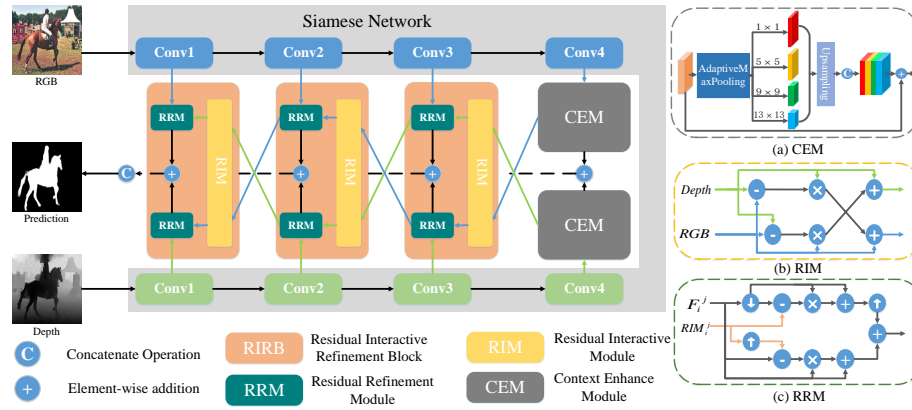 Siamese Network
RGB
Conv1
Conv2
Conv3
Conv4
RRM
RIM
RRM
RIM
RRM
RIM
CEM
Prediction
C
+
+
+
+
RRM
RRM
RRM
CEM
Depth
Conv1
Conv2
Conv3
Conv4
C
Concatenate Operation
+
Element-wise addition
RIRB
Residual Interactive
Refinement Block
RRM
Residual Refinement
Module
RIM
Residual Interactive
Module
CEM
Context Enhance
Module
AdaptiveM
axPooling
1 × 1
5 × 5
9 × 9
13 × 13
Upsampling
C
+
(a) CEM
Depth
RGB
-
×
+
-
×
+
(b) RIM
F_i^j
RIM_i^j
↓
-
×
+
↑
↑
-
×
+
+
(c) RRM